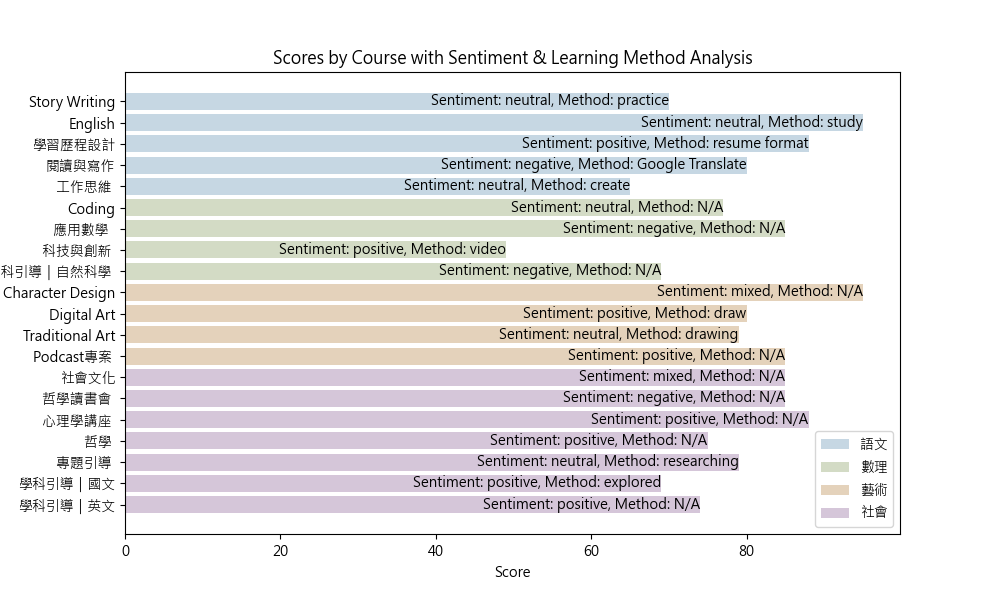 Scores by Course with Sentiment & Learning Method Analysis
Story Writing Sentiment: neutral, Method: practice
English Sentiment: neutral, Method: study
學習歷程設計 Sentiment: positive, Method: resume format
閱讀與寫作 Sentiment: negative, Method: Google Translate
工作思維 Sentiment: neutral, Method: create
Coding Sentiment: neutral, Method: N/A
應用數學 Sentiment: negative, Method: N/A
科技與創新 Sentiment: positive, Method: video
科引導 | 自然科學 Sentiment: negative, Method: N/A
Character Design Sentiment: mixed, Method: N/A
Digital Art Sentiment: positive, Method: draw
Traditional Art Sentiment: neutral, Method: drawing
Podcast專案 Sentiment: positive, Method: N/A
社會文化 Sentiment: mixed, Method: N/A
哲學讀書會 Sentiment: negative, Method: N/A
心理學講座 Sentiment: positive, Method: N/A
哲學 Sentiment: positive, Method: N/A
專題引導 Sentiment: neutral, Method: researching
學科引導 | 國文 Sentiment: positive, Method: explored
學科引導 | 英文 Sentiment: positive, Method: N/A
語文
數理
藝術
社會
0 20 40 60 80
Score